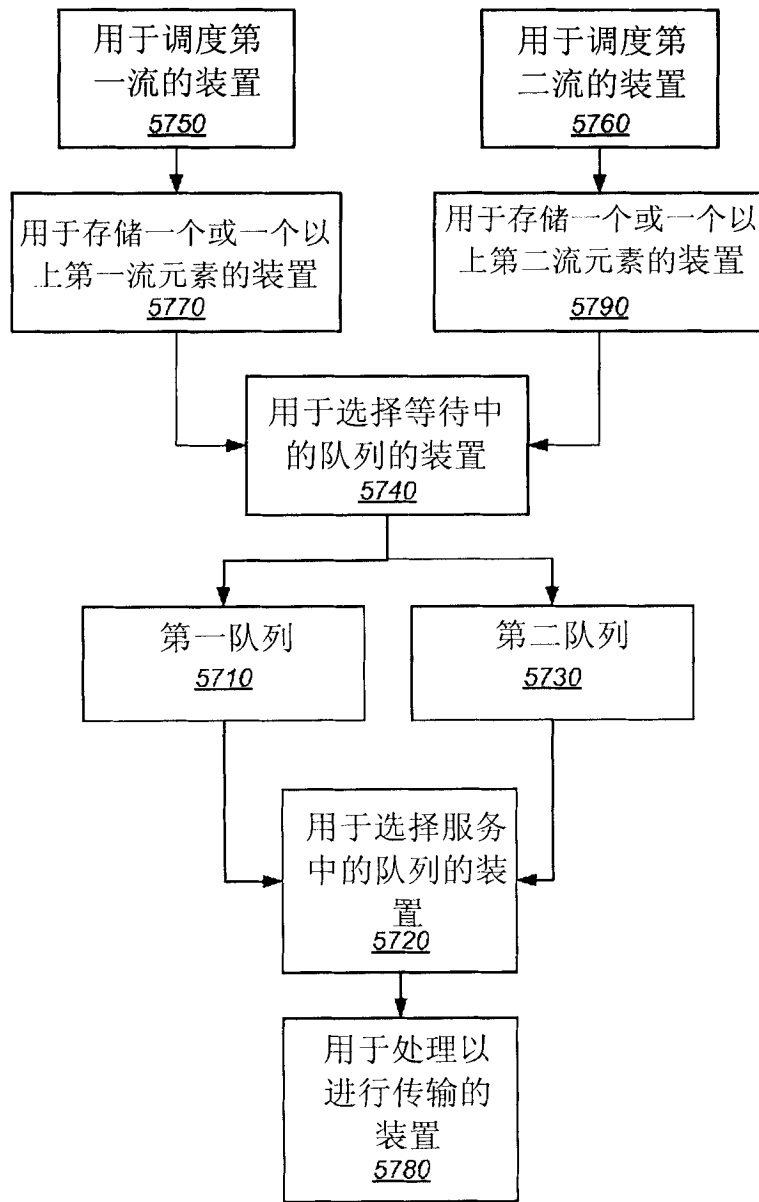 用于调度第
一流的装置
5750
用于调度第
二流的装置
5760
用于存储一个或一个以
上第一流元素的装置
5770
用于存储一个或一个以
上第二流元素的装置
5790
用于选择等待中
的队列的装置
5740
第一队列
5710
第二队列
5730
用于选择服务
中的队列的装
置
5720
用于处理以
进行传输的
装置
5780